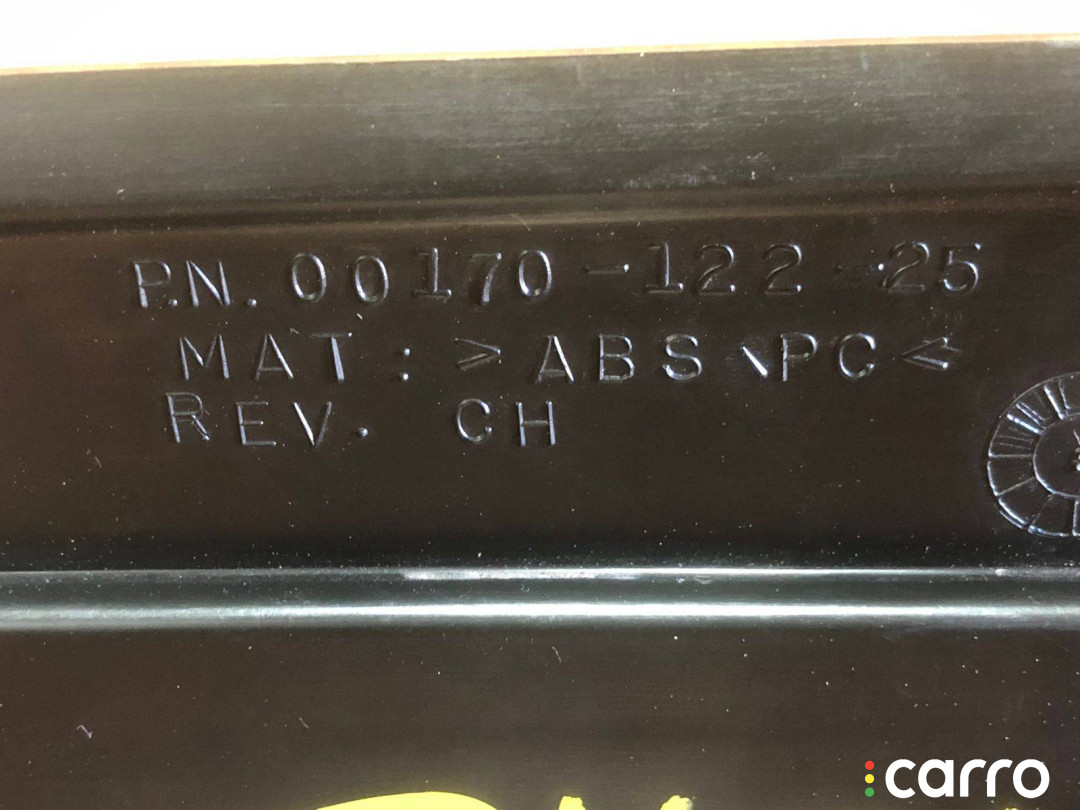 P.N. 00170-122-25
MAT: >ABS\PC<
REV. CH
carro